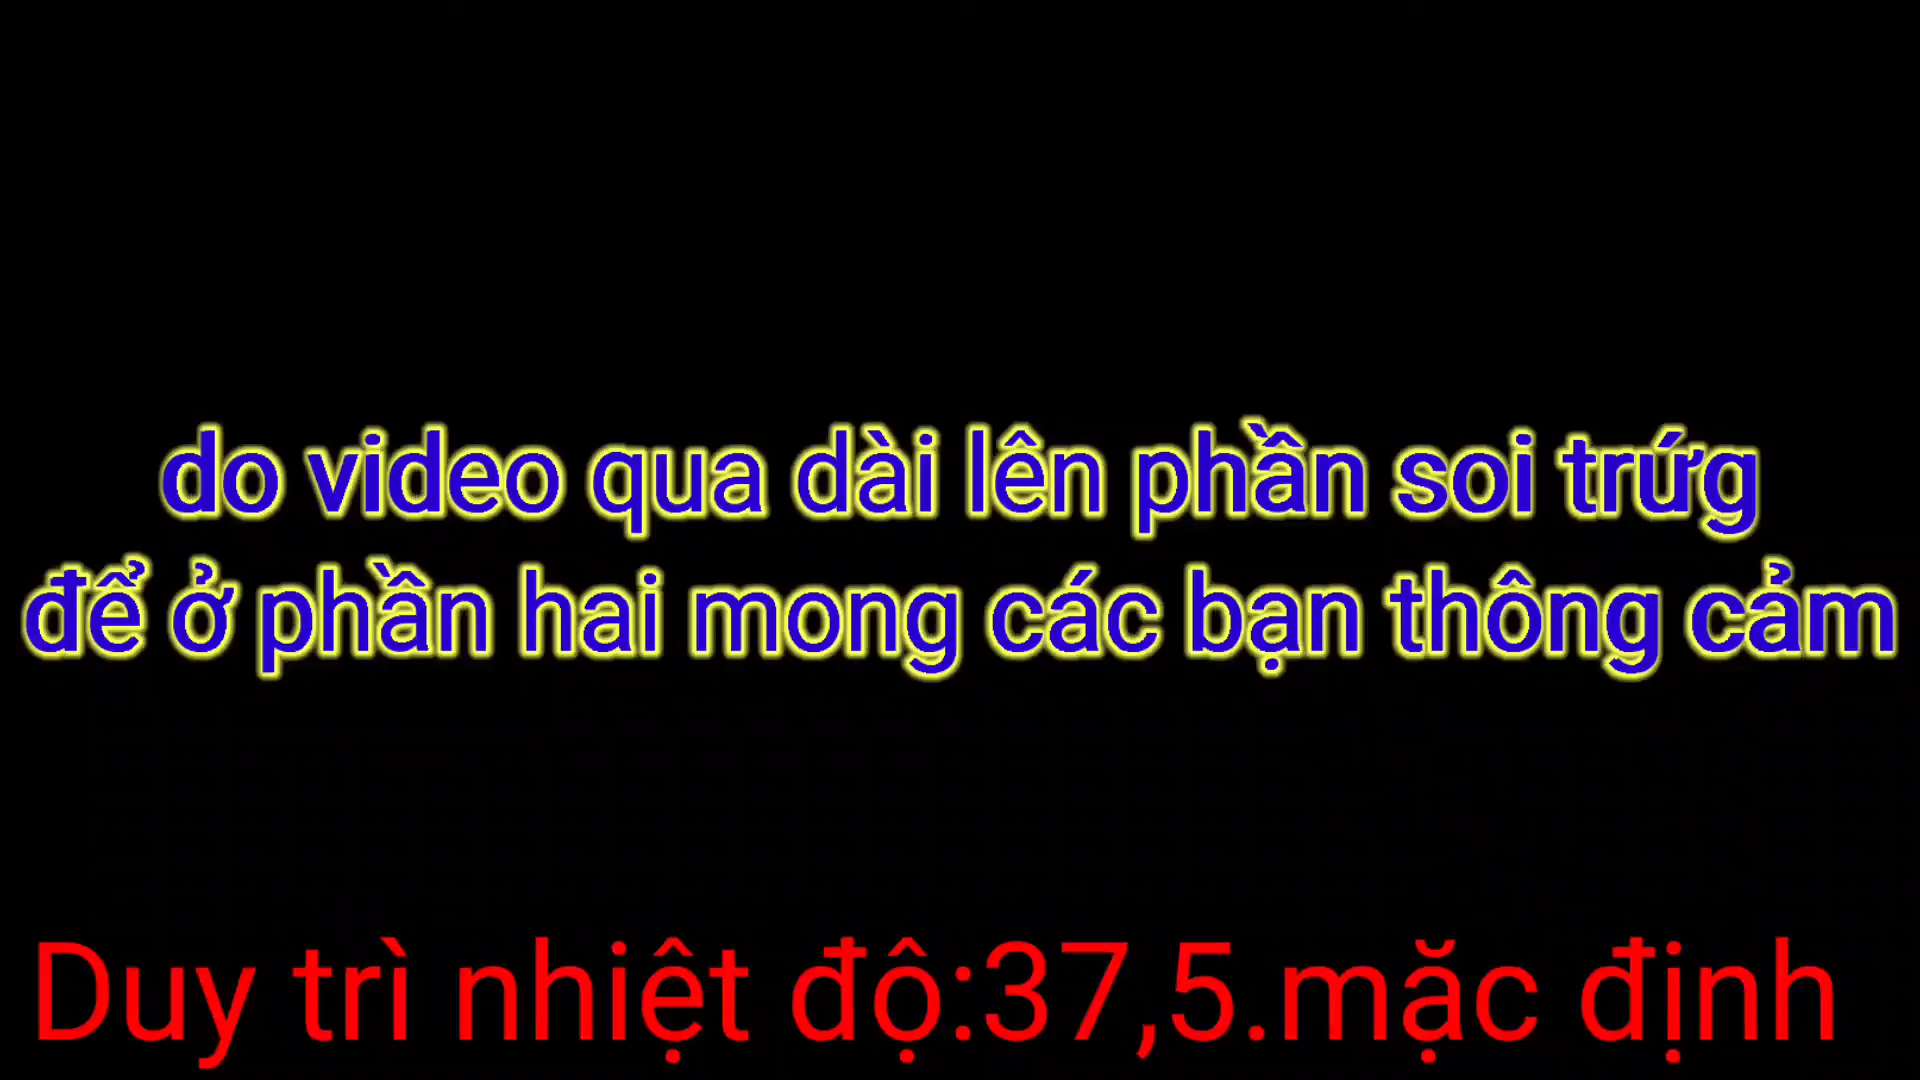 do video qua dài lên phần soi trứg
để ở phần hai mong các bạn thông cảm
Duy trì nhiệt độ:37,5.mặc định